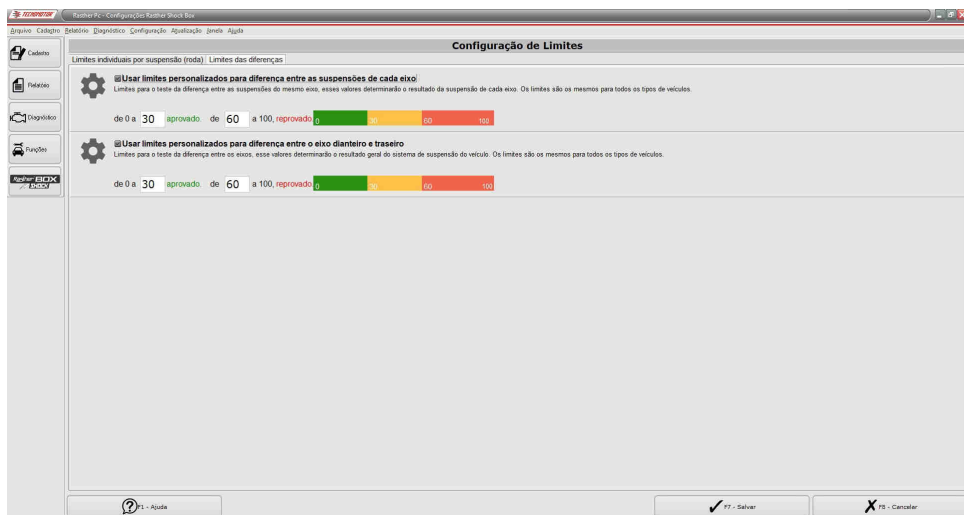 TECNOMOTOR Rasther Pc - Configurações Rasther Shock Box
Arquivo Cadastro Relatório Diagnóstico Configuração Atualização Janela Ajuda
Configuração de Limites
Cadastro
Limites individuais por suspensão (roda) Limites das diferenças
Usar limites personalizados para diferença entre as suspensões de cada eixo
Relatório
Limites para o teste da diferença entre as suspensões do mesmo eixo, esses valores determinarão o resultado da suspensão de cada eixo. Os limites são os mesmos para todos os tipos de veículos.
Diagnóstico
de 0 a 30 aprovado. de 60 a 100, reprovado. 0 30 60 100
Usar limites personalizados para diferença entre o eixo dianteiro e traseiro
Funções
Limites para o teste da diferença entre os eixos, esse valores determinarão o resultado geral do sistema de suspensão do veículo. Os limites são os mesmos para todos os tipos de veículos.
Rasther BOX
SHOCK
de 0 a 30 aprovado. de 60 a 100, reprovado. 0 30 60 100
F1 - Ajuda
F7 - Salvar
F8 - Cancelar